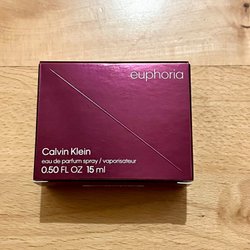 euphoria
Calvin Klein
eau de parfum spray / vaporisateur
0.50 FL OZ 15 ml